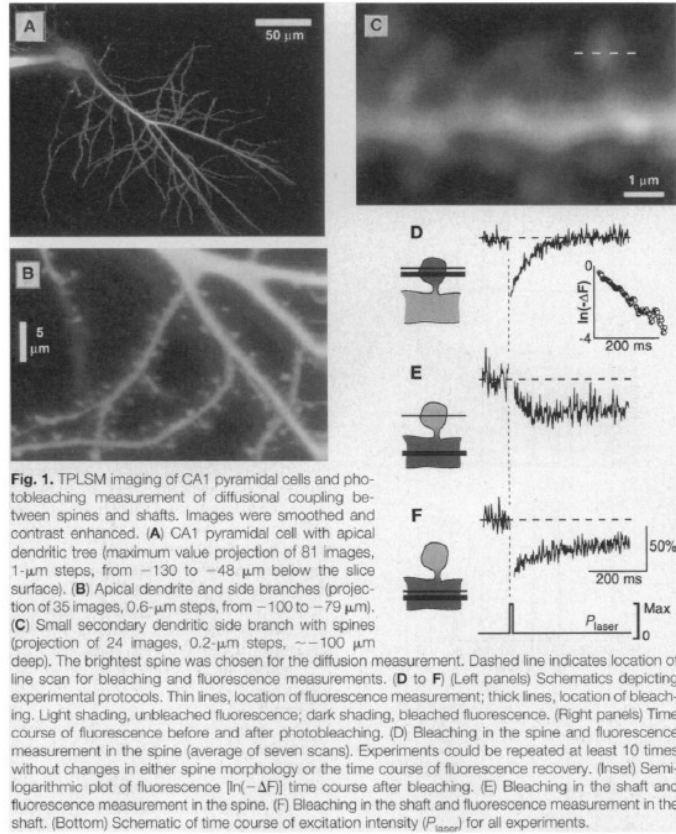 A
50 μm
C
1 μm
B
5
μm
D
0
ln(-ΔF)
-4
200 ms
E
F
50%
200 ms
P laser
Max
0
Fig. 1. TPLSM imaging of CA1 pyramidal cells and pho-
tobleaching measurement of diffusional coupling be-
tween spines and shafts. Images were smoothed and
contrast enhanced. (A) CA1 pyramidal cell with apical
dendritic tree (maximum value projection of 81 images,
1-μm steps, from −130 to −48 μm below the slice
surface). (B) Apical dendrite and side branches (projec-
tion of 35 images, 0.6-μm steps, from −100 to −79 μm).
(C) Small secondary dendritic side branch with spines
(projection of 24 images, 0.2-μm steps, ~−100 μm
deep). The brightest spine was chosen for the diffusion measurement. Dashed line indicates location of
line scan for bleaching and fluorescence measurements. (D to F) (Left panels) Schematics depicting
experimental protocols. Thin lines, location of fluorescence measurement; thick lines, location of bleach-
ing. Light shading, unbleached fluorescence; dark shading, bleached fluorescence. (Right panels) Time
course of fluorescence before and after photobleaching. (D) Bleaching in the spine and fluorescence
measurement in the spine (average of seven scans). Experiments could be repeated at least 10 times
without changes in either spine morphology or the time course of fluorescence recovery. (Inset) Semi-
logarithmic plot of fluorescence [ln(−ΔF)] time course after bleaching. (E) Bleaching in the shaft and
fluorescence measurement in the spine. (F) Bleaching in the shaft and fluorescence measurement in the
shaft. (Bottom) Schematic of time course of excitation intensity (P laser) for all experiments.